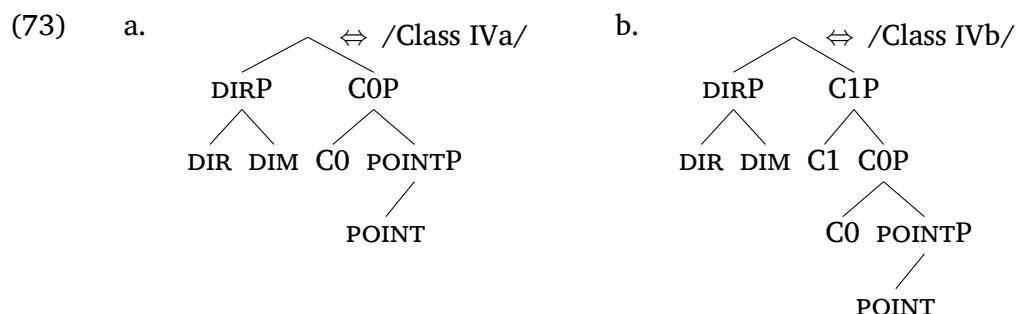 (73) a. ⇔ /Class IVa/ b. ⇔ /Class IVb/
DIRP C0P DIRP C1P
DIR DIM C0 POINTP DIR DIM C1 C0P
POINT C0 POINTP
POINT